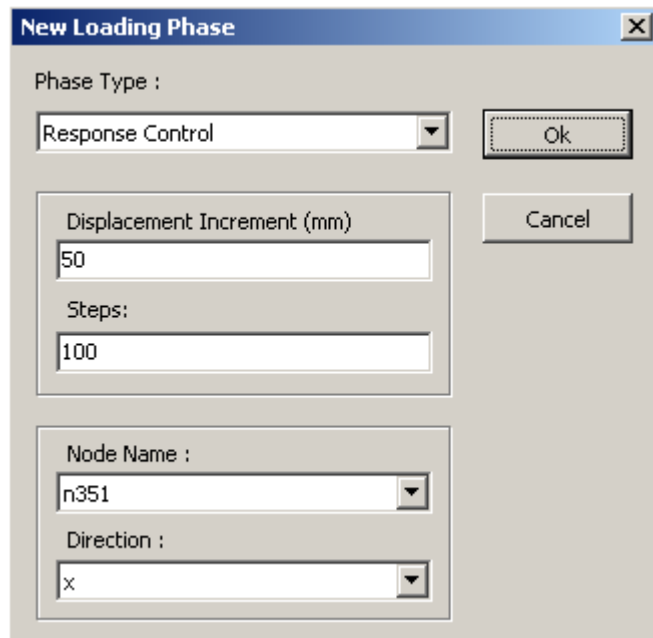 New Loading Phase
Phase Type :
Response Control
Ok
Displacement Increment (mm)
50
Cancel
Steps:
100
Node Name :
n351
Direction :
x